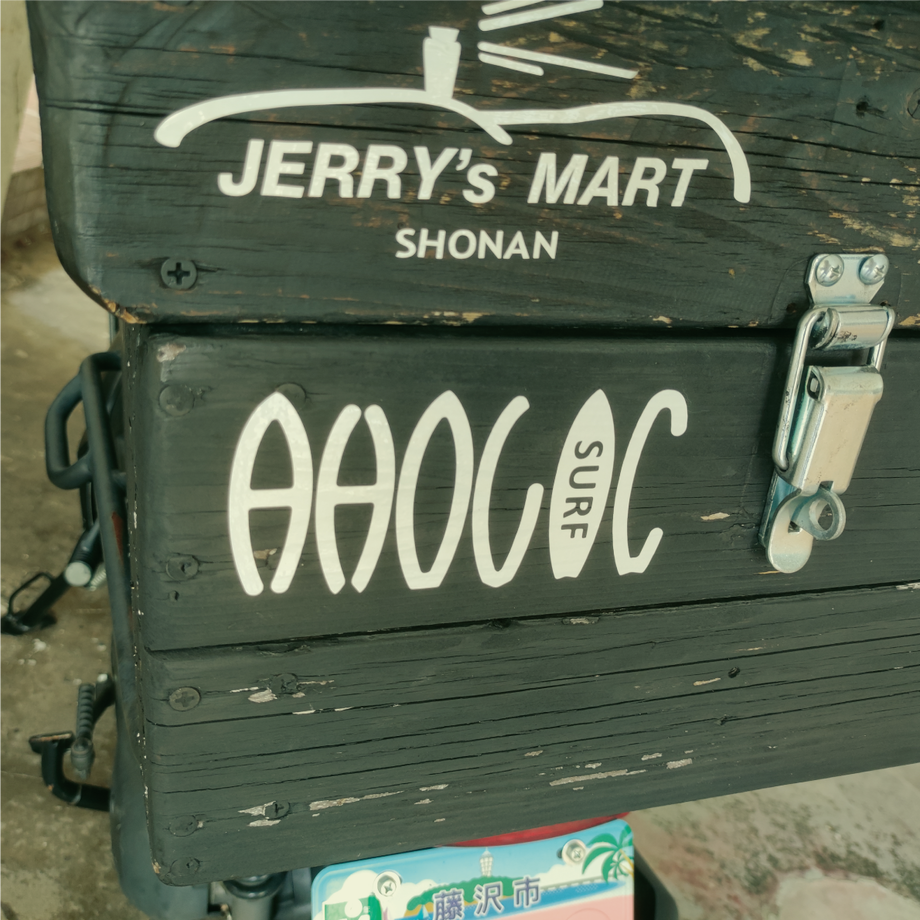 JERRY's MART
SHONAN
AHOLIC
SURF
藤沢市